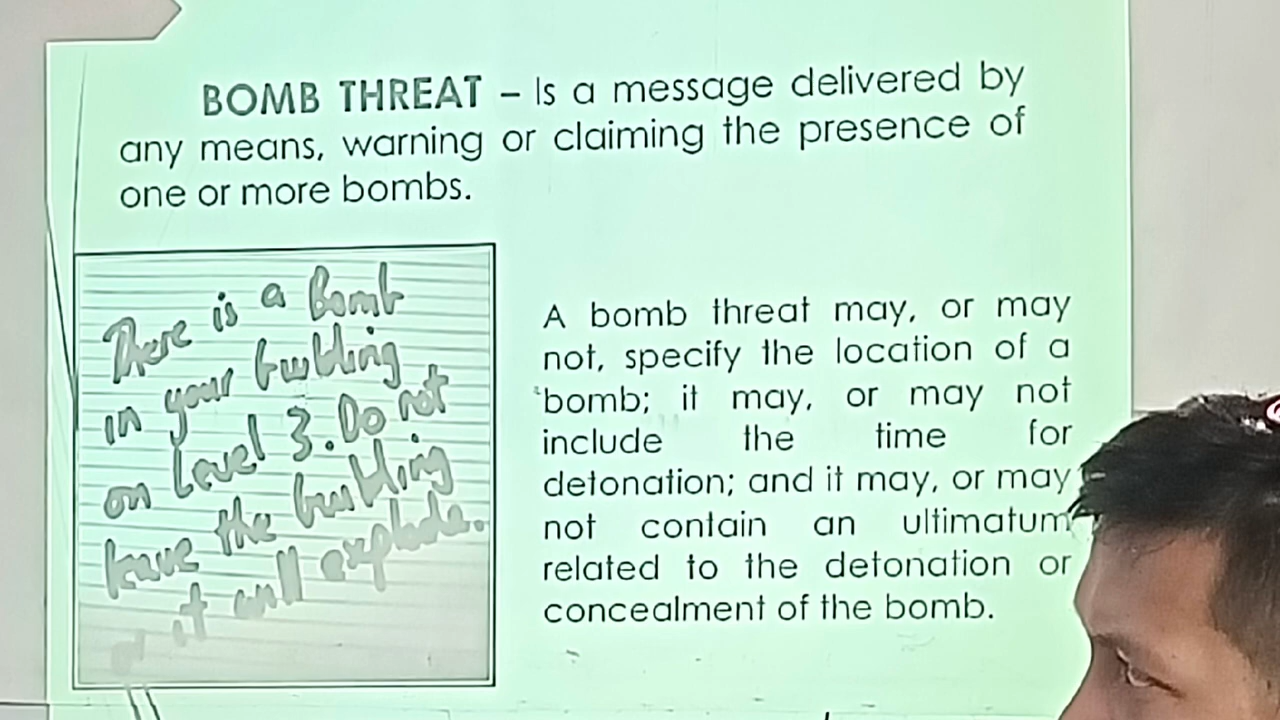 BOMB THREAT – Is a message delivered by
any means, warning or claiming the presence of
one or more bombs.
There is a Bomb
in your building
on Level 3. Do not
leave the building
or it will explode.
A bomb threat may, or may
not, specify the location of a
bomb; it may, or may not
include the time for
detonation; and it may, or may
not contain an ultimatum
related to the detonation or
concealment of the bomb.